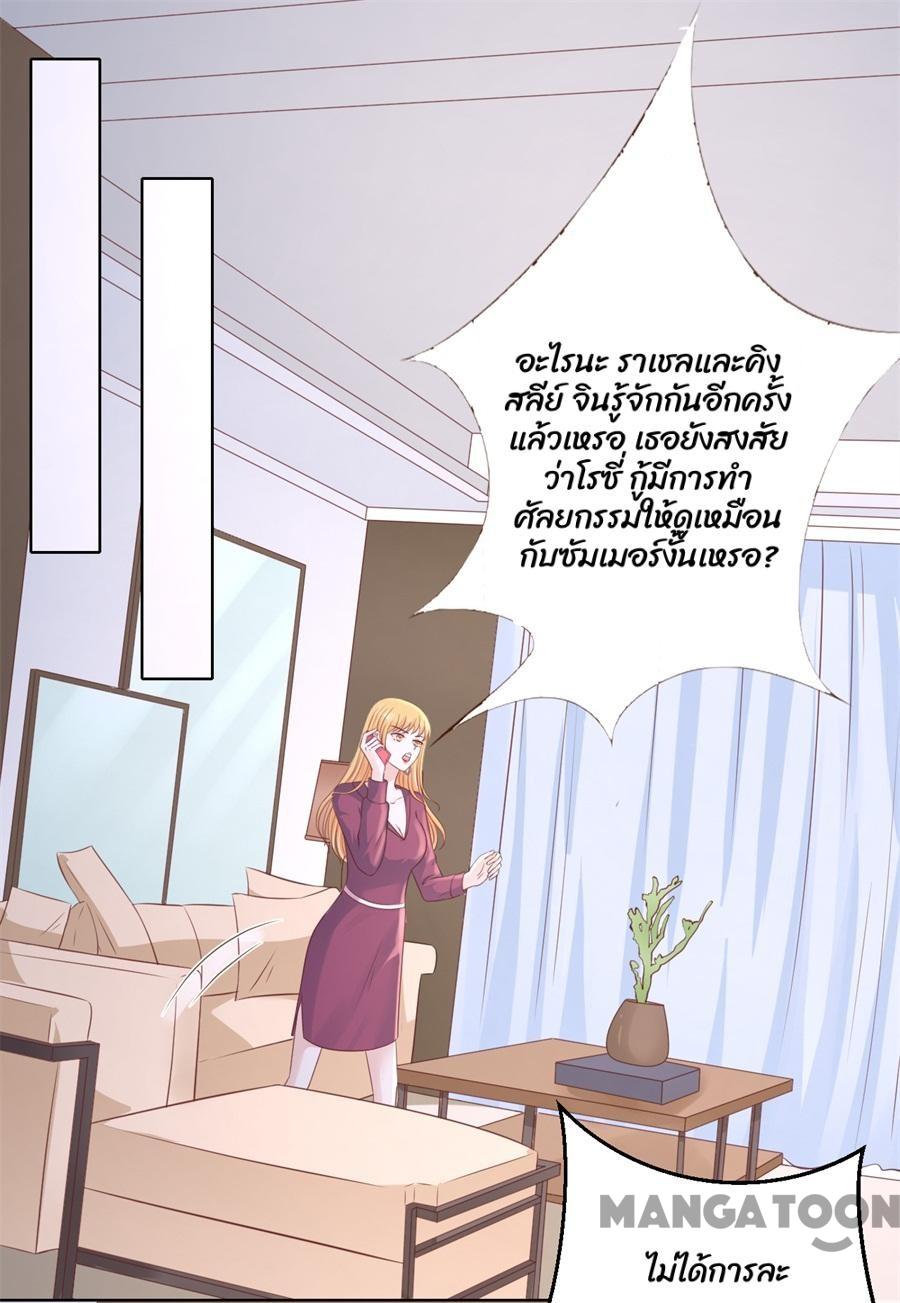 อะไรนะ ราเชลและคิง
สลีย์ จินรู้จักกันอีกครั้ง
แล้วเหรอ เธอยังสงสัย
ว่าโรซี่ กู้มีการทำ
ศัลยกรรมให้ดูเหมือน
กับซัมเมอร์งั้นเหรอ?
MANGATOON
ไม่ได้การละ